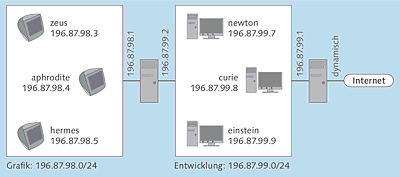 zeus
196.87.98.3
aphrodite
196.87.98.4
hermes
196.87.98.5
Grafik: 196.87.98.0/24
196.87.98.1
196.87.99.2
newton
196.87.99.7
curie
196.87.99.8
einstein
196.87.99.9
Entwicklung: 196.87.99.0/24
196.87.99.1
dynamisch
Internet